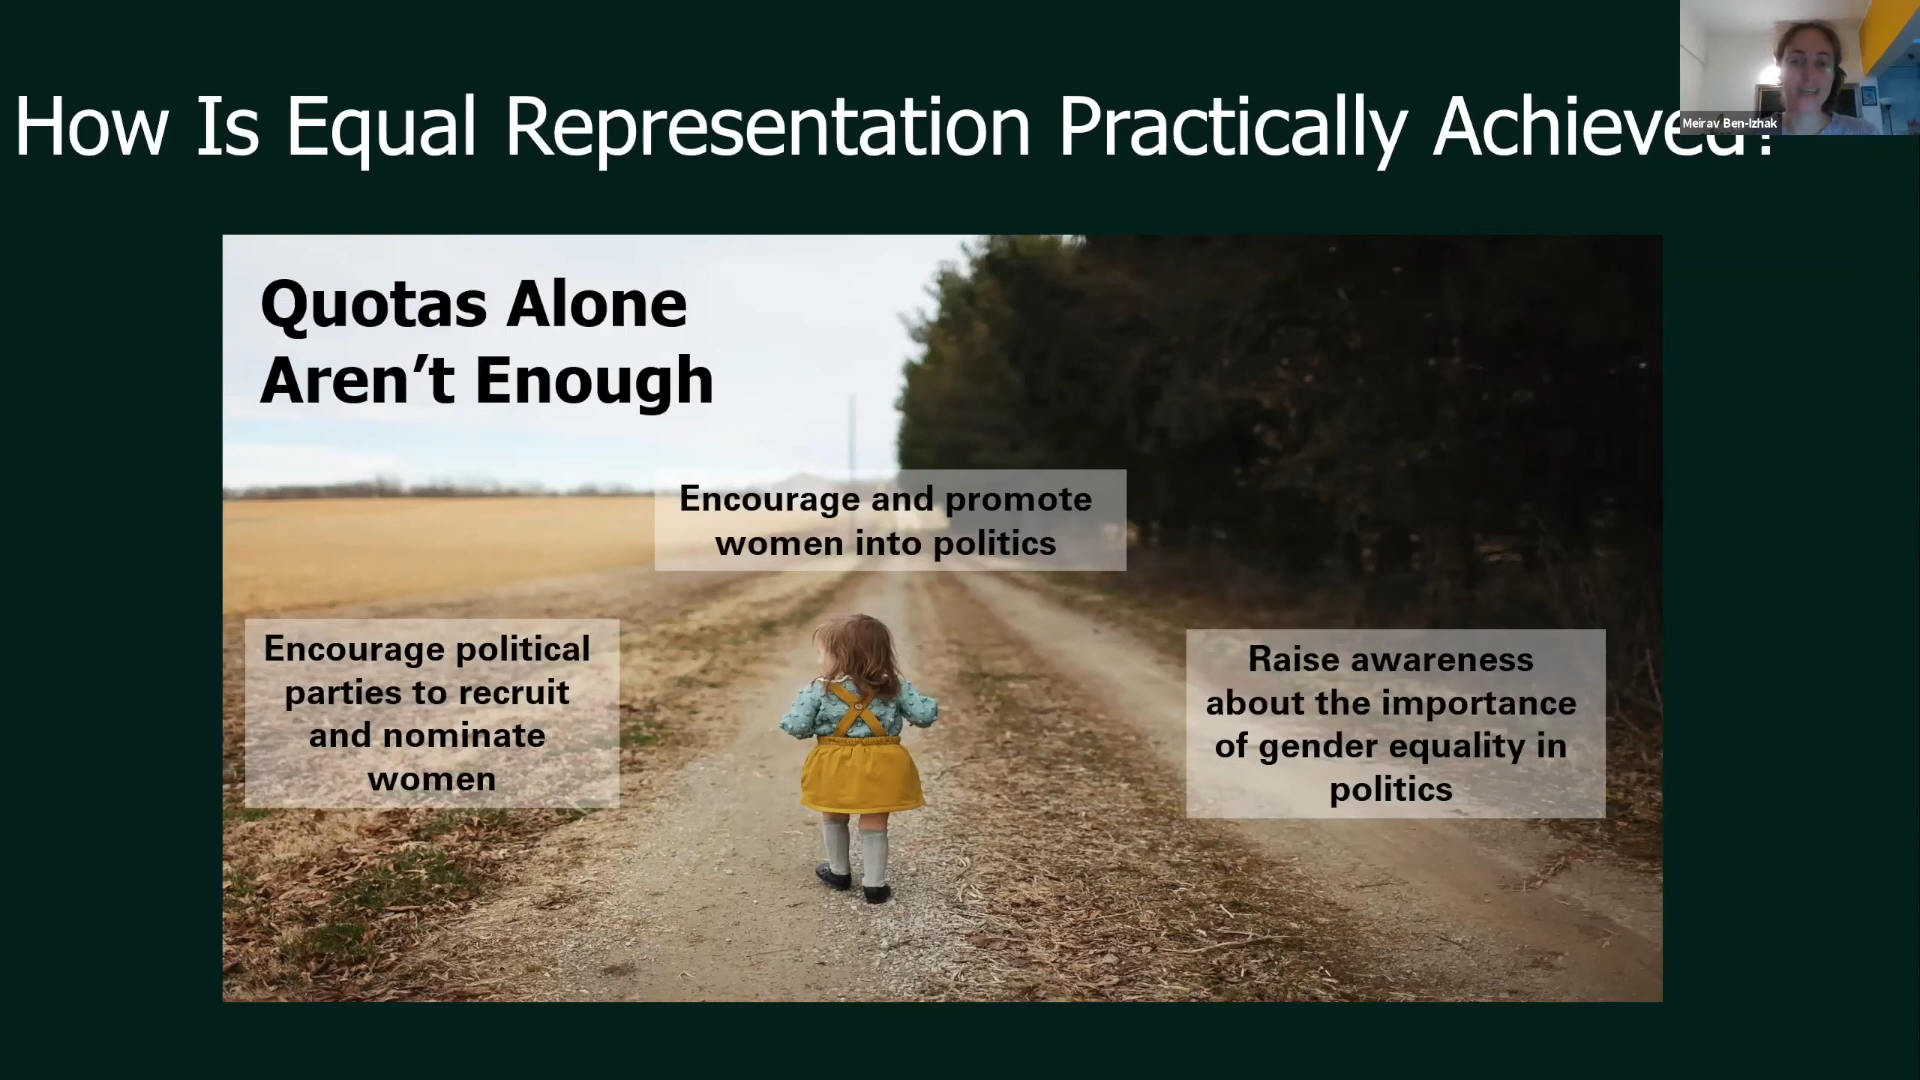 How Is Equal Representation Practically Achieved?
Meirav Ben-Izhak
Quotas Alone
Aren’t Enough
Encourage and promote
women into politics
Encourage political
parties to recruit
and nominate
women
Raise awareness
about the importance
of gender equality in
politics